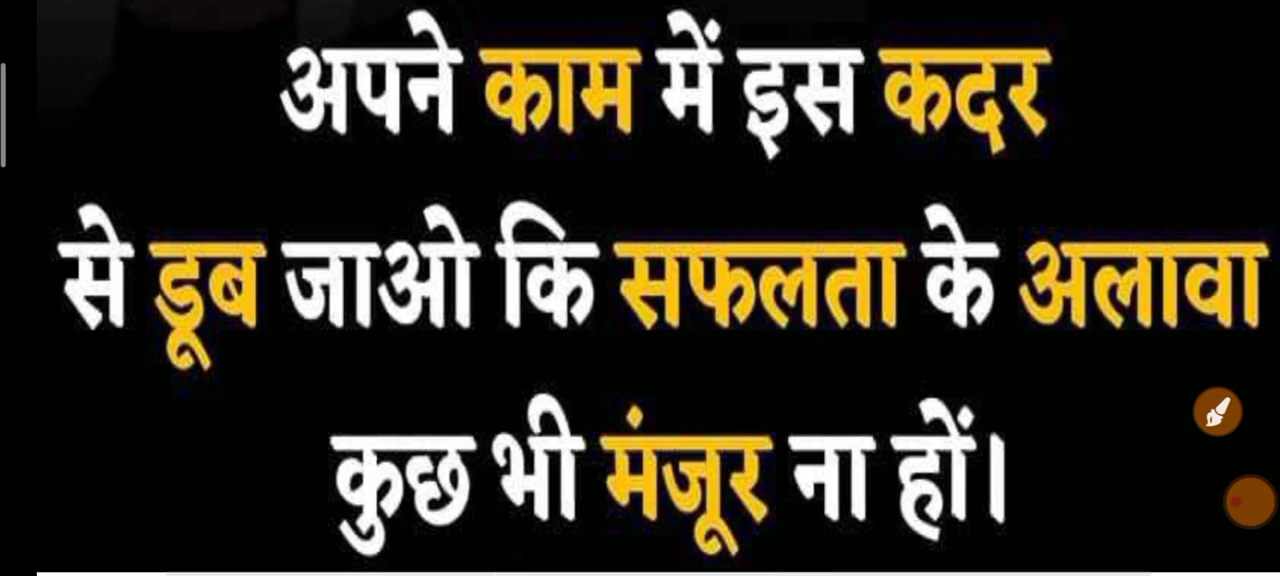 अपने काम में इस कदर
से डूब जाओ कि सफलता के अलावा
कुछ भी मंजूर ना हों।